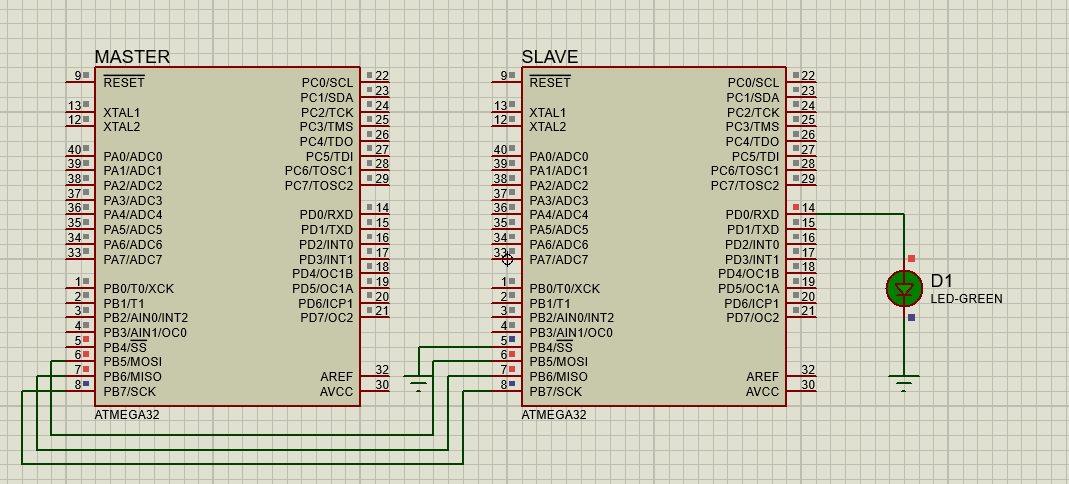 MASTER
9 RESET
13 XTAL1
12 XTAL2
40 PA0/ADC0
39 PA1/ADC1
38 PA2/ADC2
37 PA3/ADC3
36 PA4/ADC4
35 PA5/ADC5
34 PA6/ADC6
33 PA7/ADC7
1 PB0/T0/XCK
2 PB1/T1
3 PB2/AIN0/INT2
4 PB3/AIN1/OC0
5 PB4/SS
6 PB5/MOSI
7 PB6/MISO
8 PB7/SCK
PC0/SCL 22
PC1/SDA 23
PC2/TCK 24
PC3/TMS 25
PC4/TDO 26
PC5/TDI 27
PC6/TOSC1 28
PC7/TOSC2 29
PD0/RXD 14
PD1/TXD 15
PD2/INT0 16
PD3/INT1 17
PD4/OC1B 18
PD5/OC1A 19
PD6/ICP1 20
PD7/OC2 21
AREF 32
AVCC 30
ATMEGA32
SLAVE
9 RESET
13 XTAL1
12 XTAL2
40 PA0/ADC0
39 PA1/ADC1
38 PA2/ADC2
37 PA3/ADC3
36 PA4/ADC4
35 PA5/ADC5
34 PA6/ADC6
33 PA7/ADC7
1 PB0/T0/XCK
2 PB1/T1
3 PB2/AIN0/INT2
4 PB3/AIN1/OC0
5 PB4/SS
6 PB5/MOSI
7 PB6/MISO
8 PB7/SCK
PC0/SCL 22
PC1/SDA 23
PC2/TCK 24
PC3/TMS 25
PC4/TDO 26
PC5/TDI 27
PC6/TOSC1 28
PC7/TOSC2 29
PD0/RXD 14
PD1/TXD 15
PD2/INT0 16
PD3/INT1 17
PD4/OC1B 18
PD5/OC1A 19
PD6/ICP1 20
PD7/OC2 21
AREF 32
AVCC 30
ATMEGA32
D1
LED-GREEN